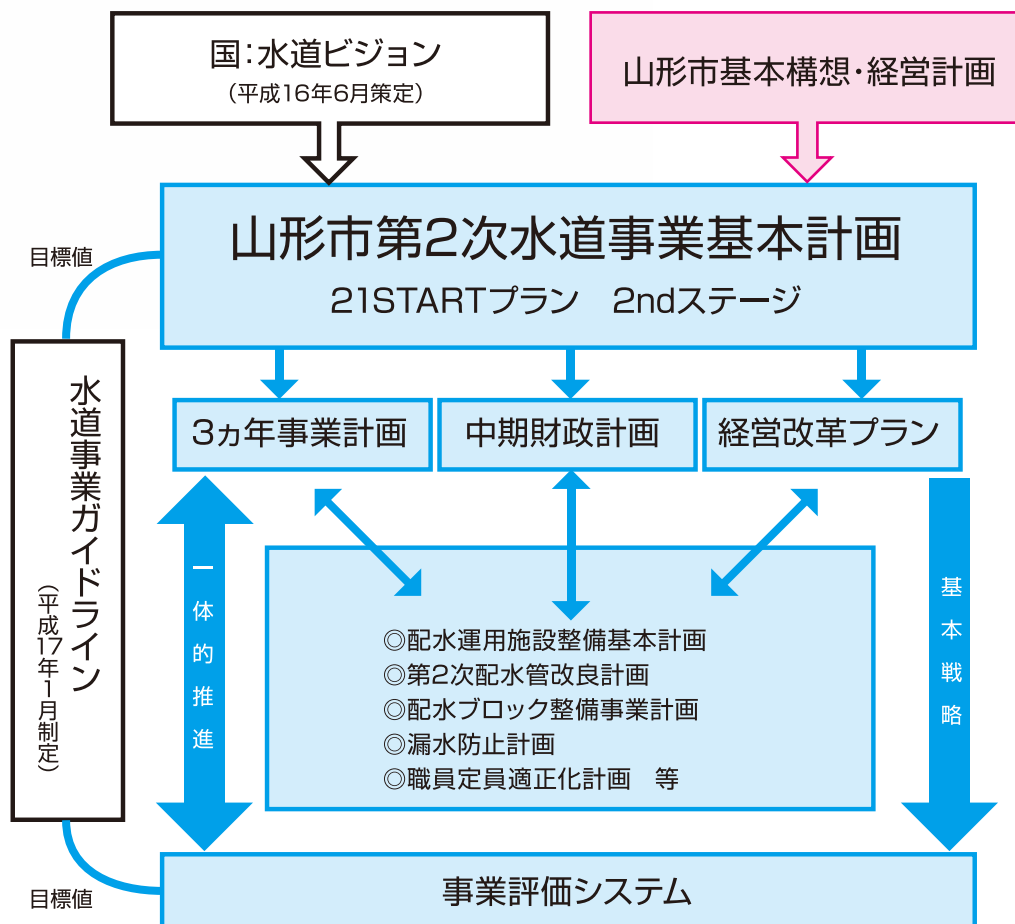 国：水道ビジョン
（平成16年6月策定）
山形市基本構想・経営計画
山形市第2次水道事業基本計画
21STARTプラン　2ndステージ
目標値
水道事業ガイドライン
（平成17年1月制定）
3ヵ年事業計画
中期財政計画
経営改革プラン
一体的推進
◎配水運用施設整備基本計画
◎第2次配水管改良計画
◎配水ブロック整備事業計画
◎漏水防止計画
◎職員定員適正化計画　等
基本戦略
目標値
事業評価システム